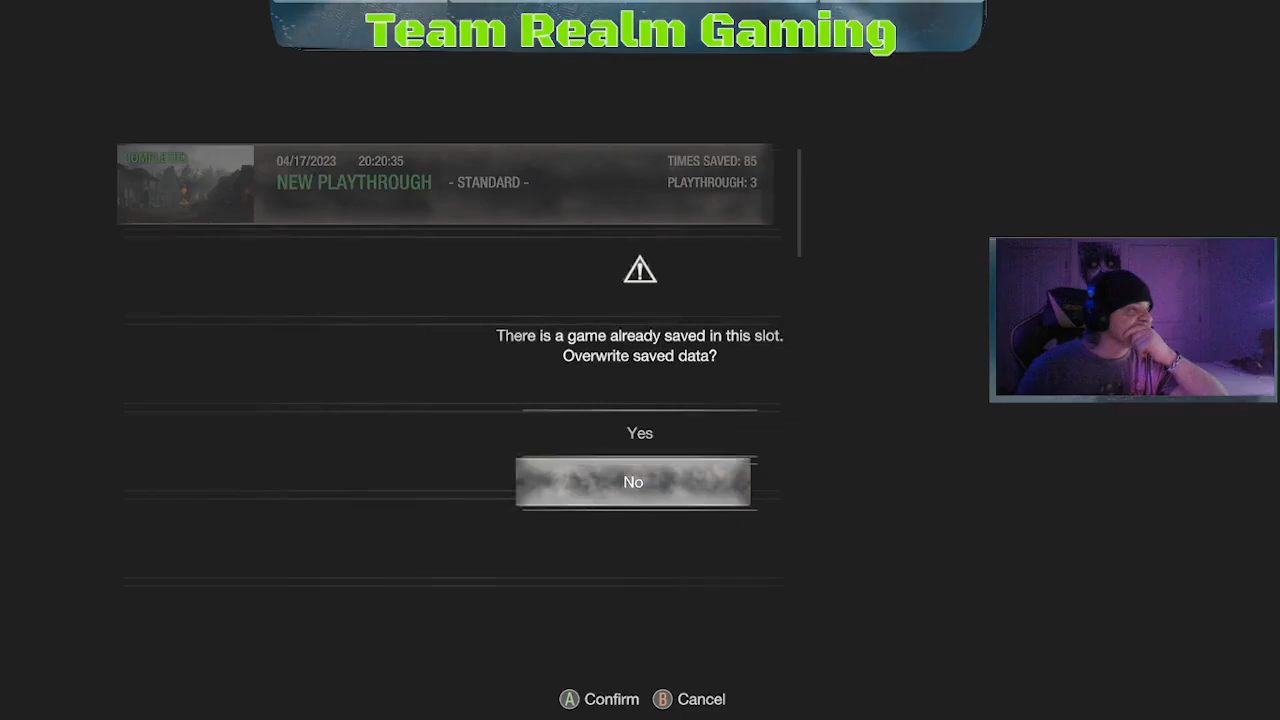 Team Realm Gaming
04/17/2023 20:20:35 TIMES SAVED: 85
NEW PLAYTHROUGH - STANDARD - PLAYTHROUGH: 3
There is a game already saved in this slot.
Overwrite saved data?
Yes
No
A Confirm B Cancel